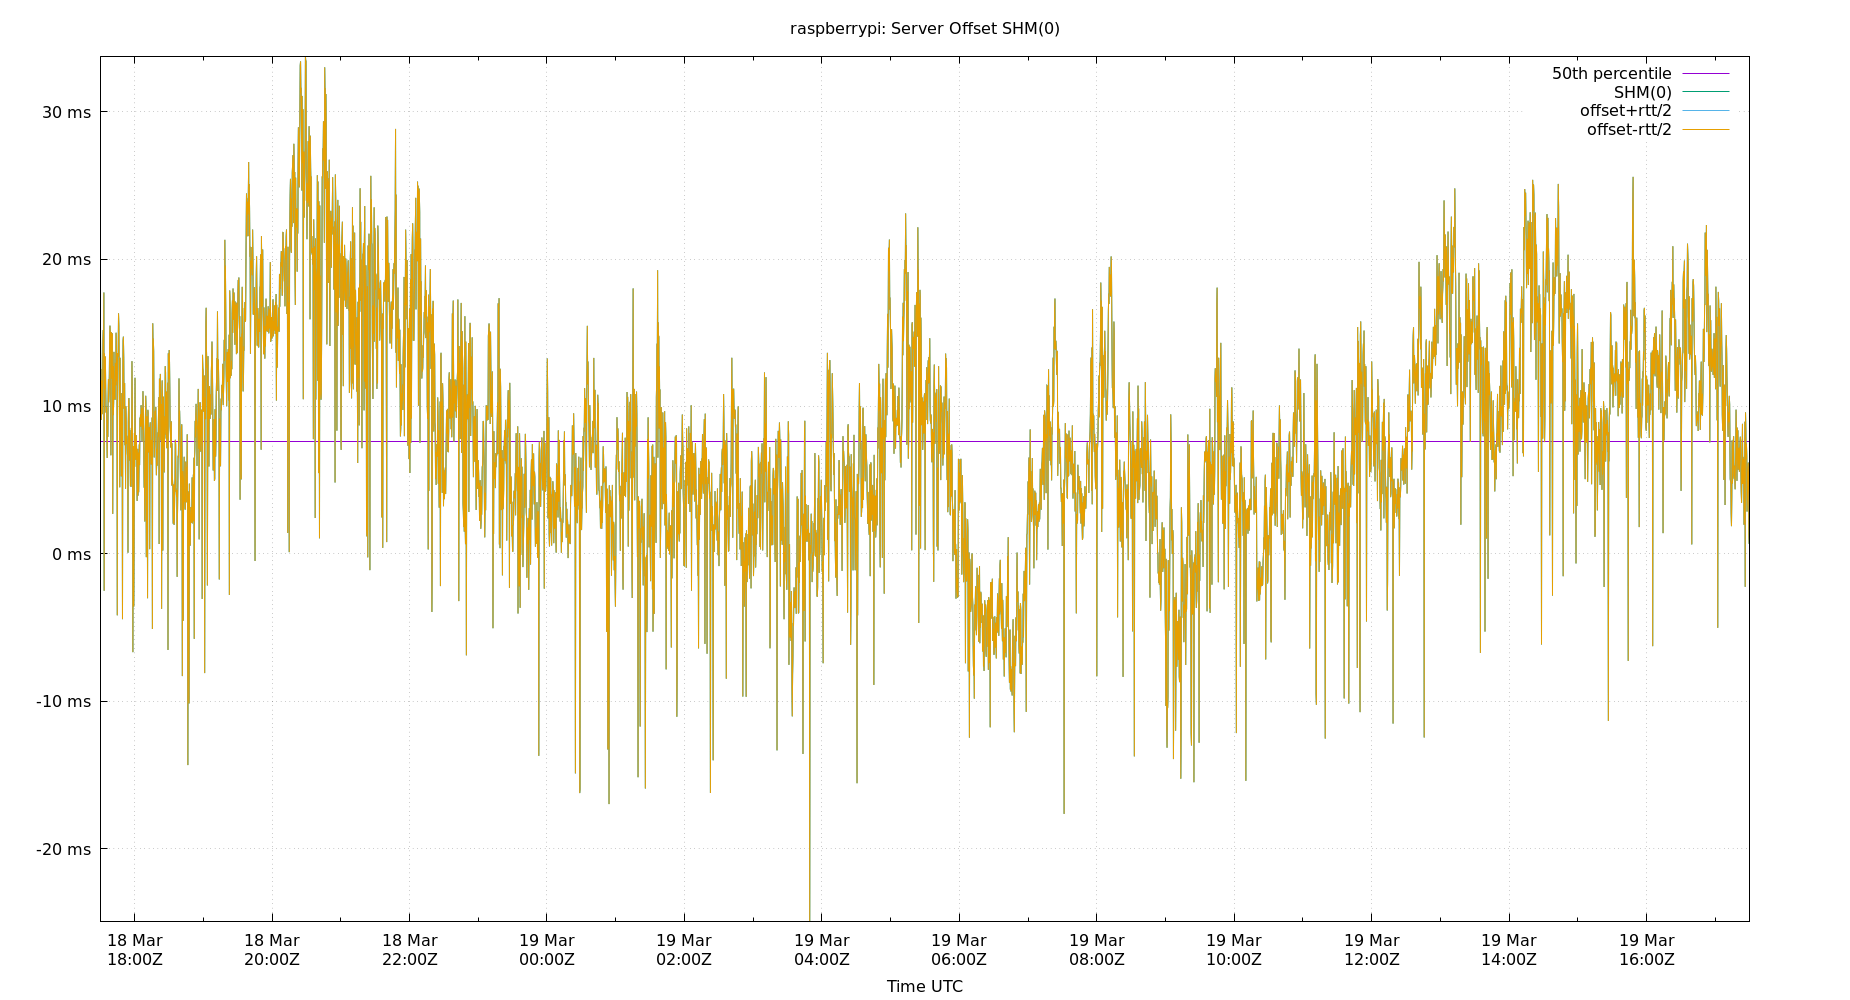 raspberrypi: Server Offset SHM(0)
50th percentile
SHM(0)
offset+rtt/2
offset-rtt/2
30 ms
20 ms
10 ms
0 ms
-10 ms
-20 ms
18 Mar 18 Mar 18 Mar 19 Mar 19 Mar 19 Mar 19 Mar 19 Mar 19 Mar 19 Mar 19 Mar 19 Mar
18:00Z 20:00Z 22:00Z 00:00Z 02:00Z 04:00Z 06:00Z 08:00Z 10:00Z 12:00Z 14:00Z 16:00Z
Time UTC